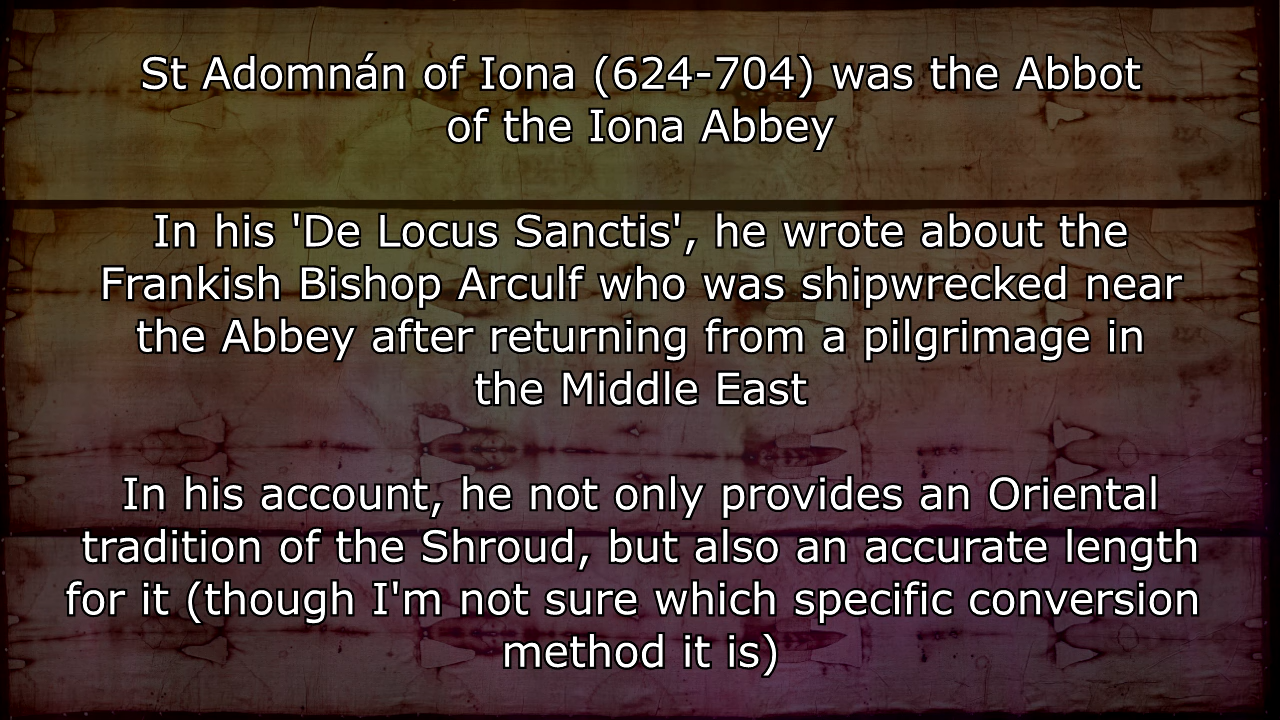 St Adomnán of Iona (624-704) was the Abbot
of the Iona Abbey
In his 'De Locus Sanctis', he wrote about the
Frankish Bishop Arculf who was shipwrecked near
the Abbey after returning from a pilgrimage in
the Middle East
In his account, he not only provides an Oriental
tradition of the Shroud, but also an accurate length
for it (though I'm not sure which specific conversion
method it is)